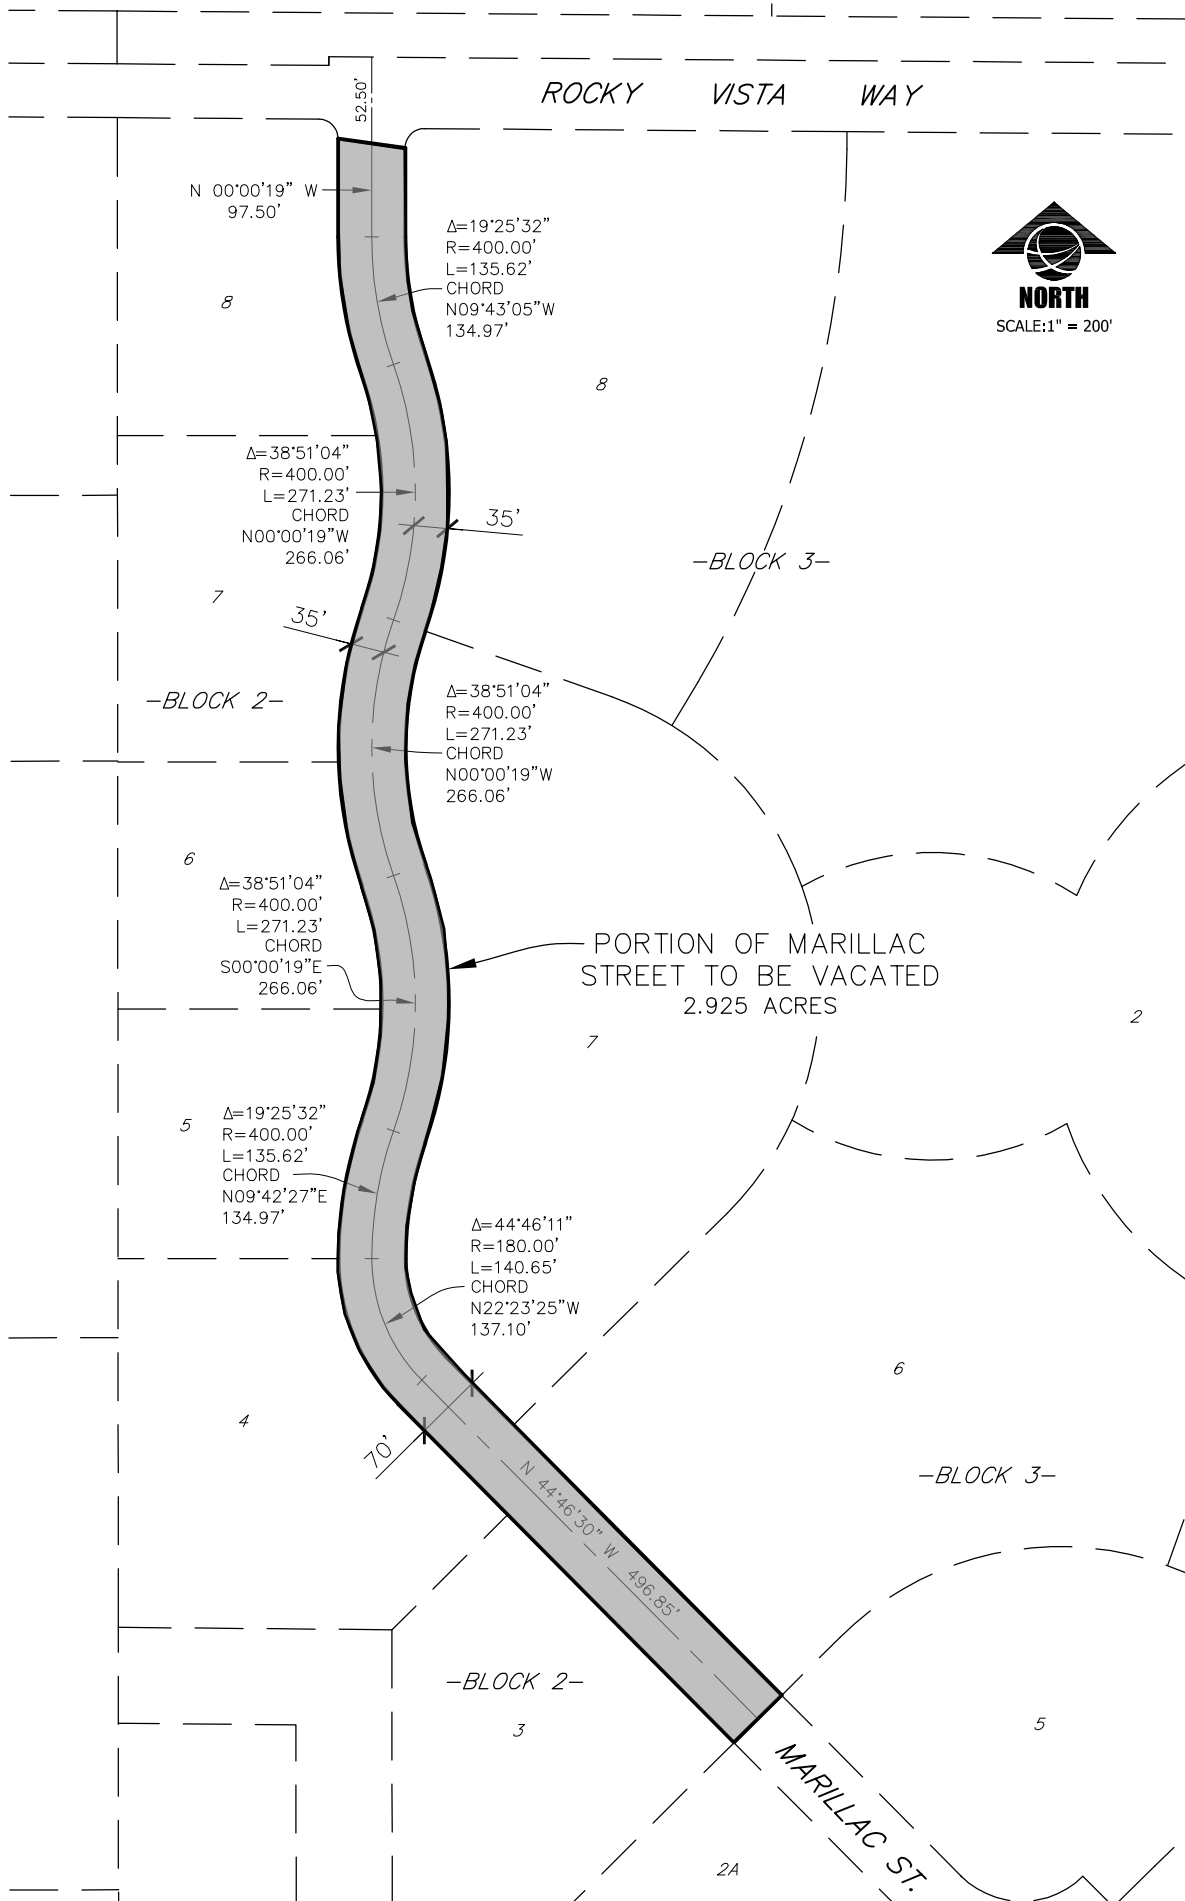 52.50'
ROCKY VISTA WAY
N 00°00'19" W
97.50'
Δ=19°25'32"
R=400.00'
L=135.62'
CHORD
N09°43'05"W
134.97'
NORTH
SCALE:1" = 200'
8
8
Δ=38°51'04"
R=400.00'
L=271.23'
CHORD
N00°00'19"W
266.06'
35'
-BLOCK 3-
7
35'
-BLOCK 2-
Δ=38°51'04"
R=400.00'
L=271.23'
CHORD
N00°00'19"W
266.06'
6
Δ=38°51'04"
R=400.00'
L=271.23'
CHORD
S00°00'19"E
266.06'
PORTION OF MARILLAC
STREET TO BE VACATED
2.925 ACRES
7
2
5
Δ=19°25'32"
R=400.00'
L=135.62'
CHORD
N09°42'27"E
134.97'
Δ=44°46'11"
R=180.00'
L=140.65'
CHORD
N22°23'25"W
137.10'
6
4
70'
N 44°46'30" W 496.85'
-BLOCK 3-
-BLOCK 2-
3
5
MARILLAC ST.
2A